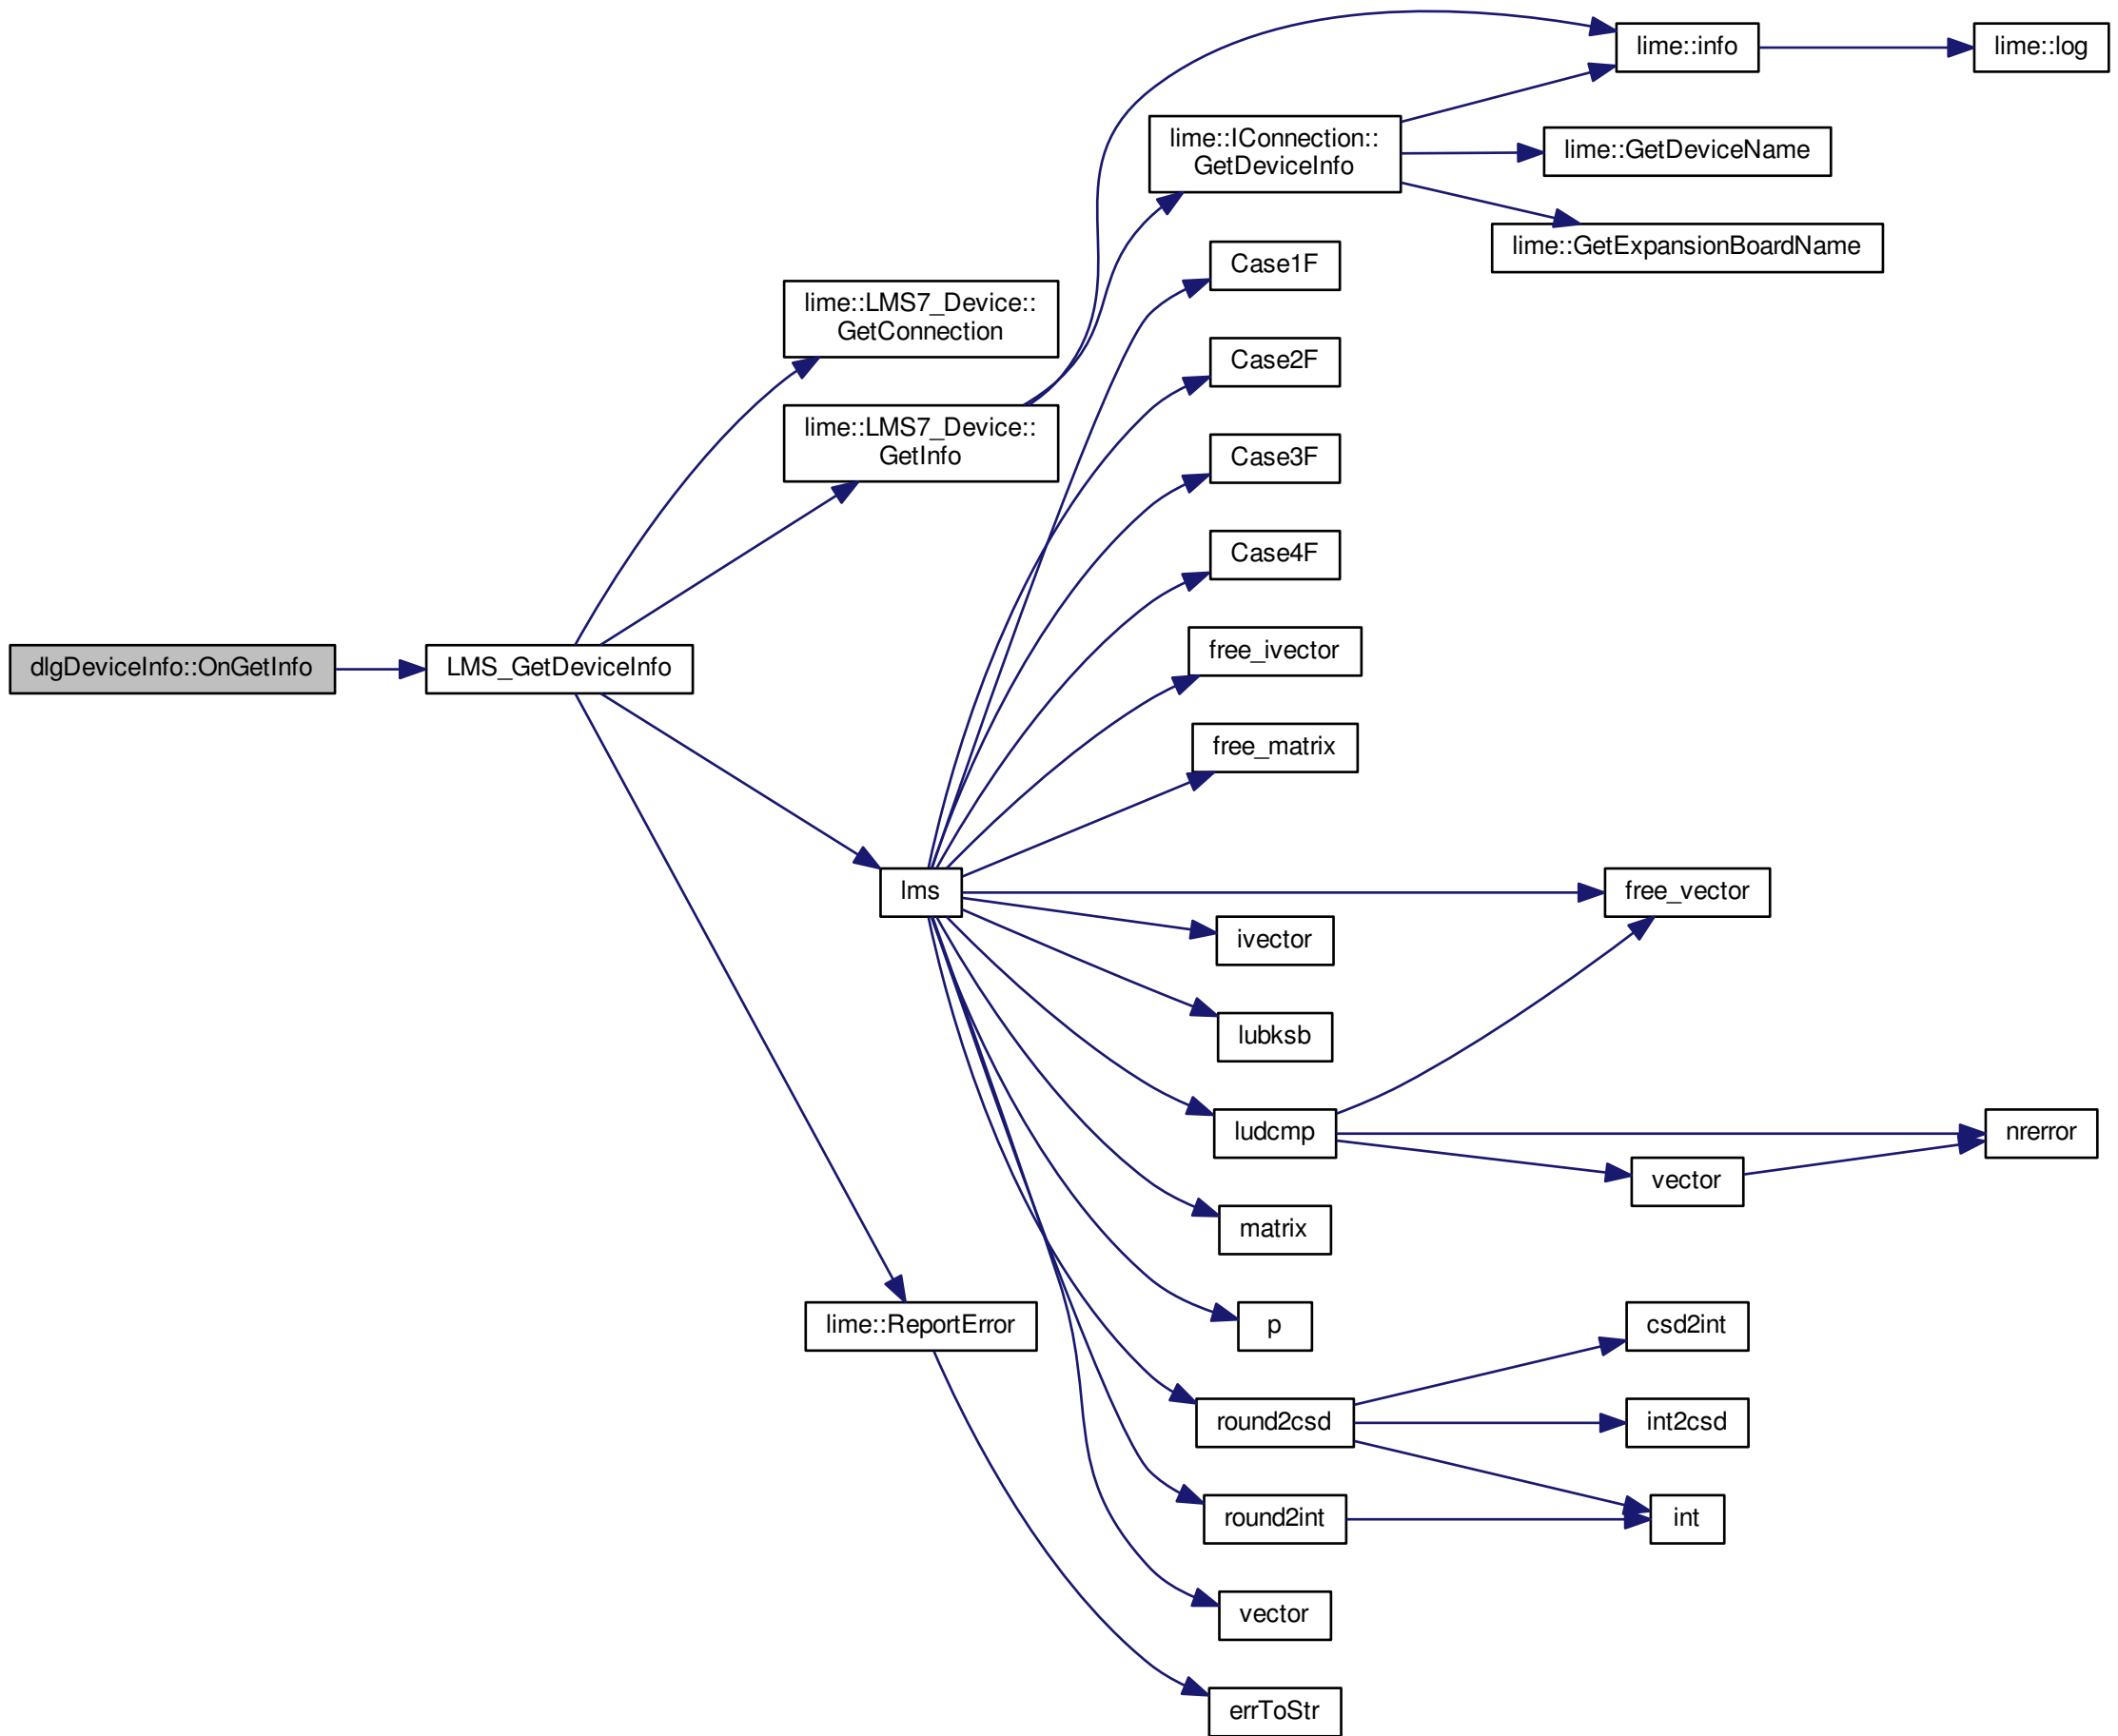 lime::info
lime::log
lime::IConnection::
GetDeviceInfo
lime::GetDeviceName
lime::GetExpansionBoardName
Case1F
lime::LMS7_Device::
GetConnection
Case2F
lime::LMS7_Device::
GetInfo
Case3F
Case4F
free_ivector
dlgDeviceInfo::OnGetInfo
LMS_GetDeviceInfo
free_matrix
lms
free_vector
ivector
lubksb
ludcmp
nrerror
vector
matrix
lime::ReportError
p
csd2int
round2csd
int2csd
round2int
int
vector
errToStr